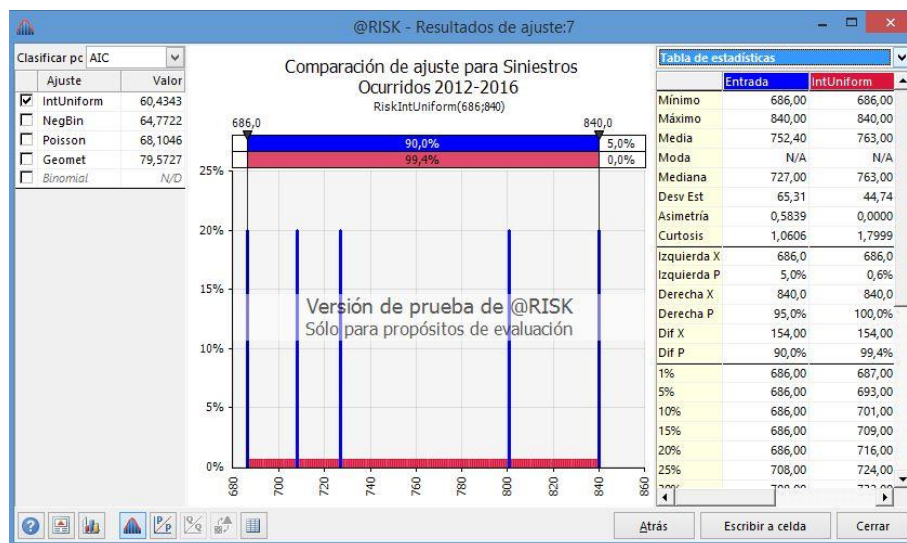 @RISK - Resultados de ajuste:7
Clasificar pc AIC
Ajuste Valor
IntUniform 60,4343
NegBin 64,7722
Poisson 68,1046
Geomet 79,5727
Binomial N/D
Comparación de ajuste para Siniestros
Ocurridos 2012-2016
RiskIntUniform(686;840)
686,0 840,0
90,0% 5,0%
99,4% 0,0%
25%
20%
15%
10%
5%
0%
Versión de prueba de @RISK
Sólo para propósitos de evaluación
680 700 720 740 760 780 800 820 840 860
Tabla de estadísticas
Entrada IntUniform
Mínimo 686,00 686,00
Máximo 840,00 840,00
Media 752,40 763,00
Moda N/A N/A
Mediana 727,00 763,00
Desv Est 65,31 44,74
Asimetría 0,5839 0,0000
Curtosis 1,0606 1,7999
Izquierda X 686,0 686,0
Izquierda P 5,0% 0,6%
Derecha X 840,0 840,0
Derecha P 95,0% 100,0%
Dif X 154,00 154,00
Dif P 90,0% 99,4%
1% 686,00 687,00
5% 686,00 693,00
10% 686,00 701,00
15% 686,00 709,00
20% 686,00 716,00
25% 708,00 724,00
Atrás Escribir a celda Cerrar